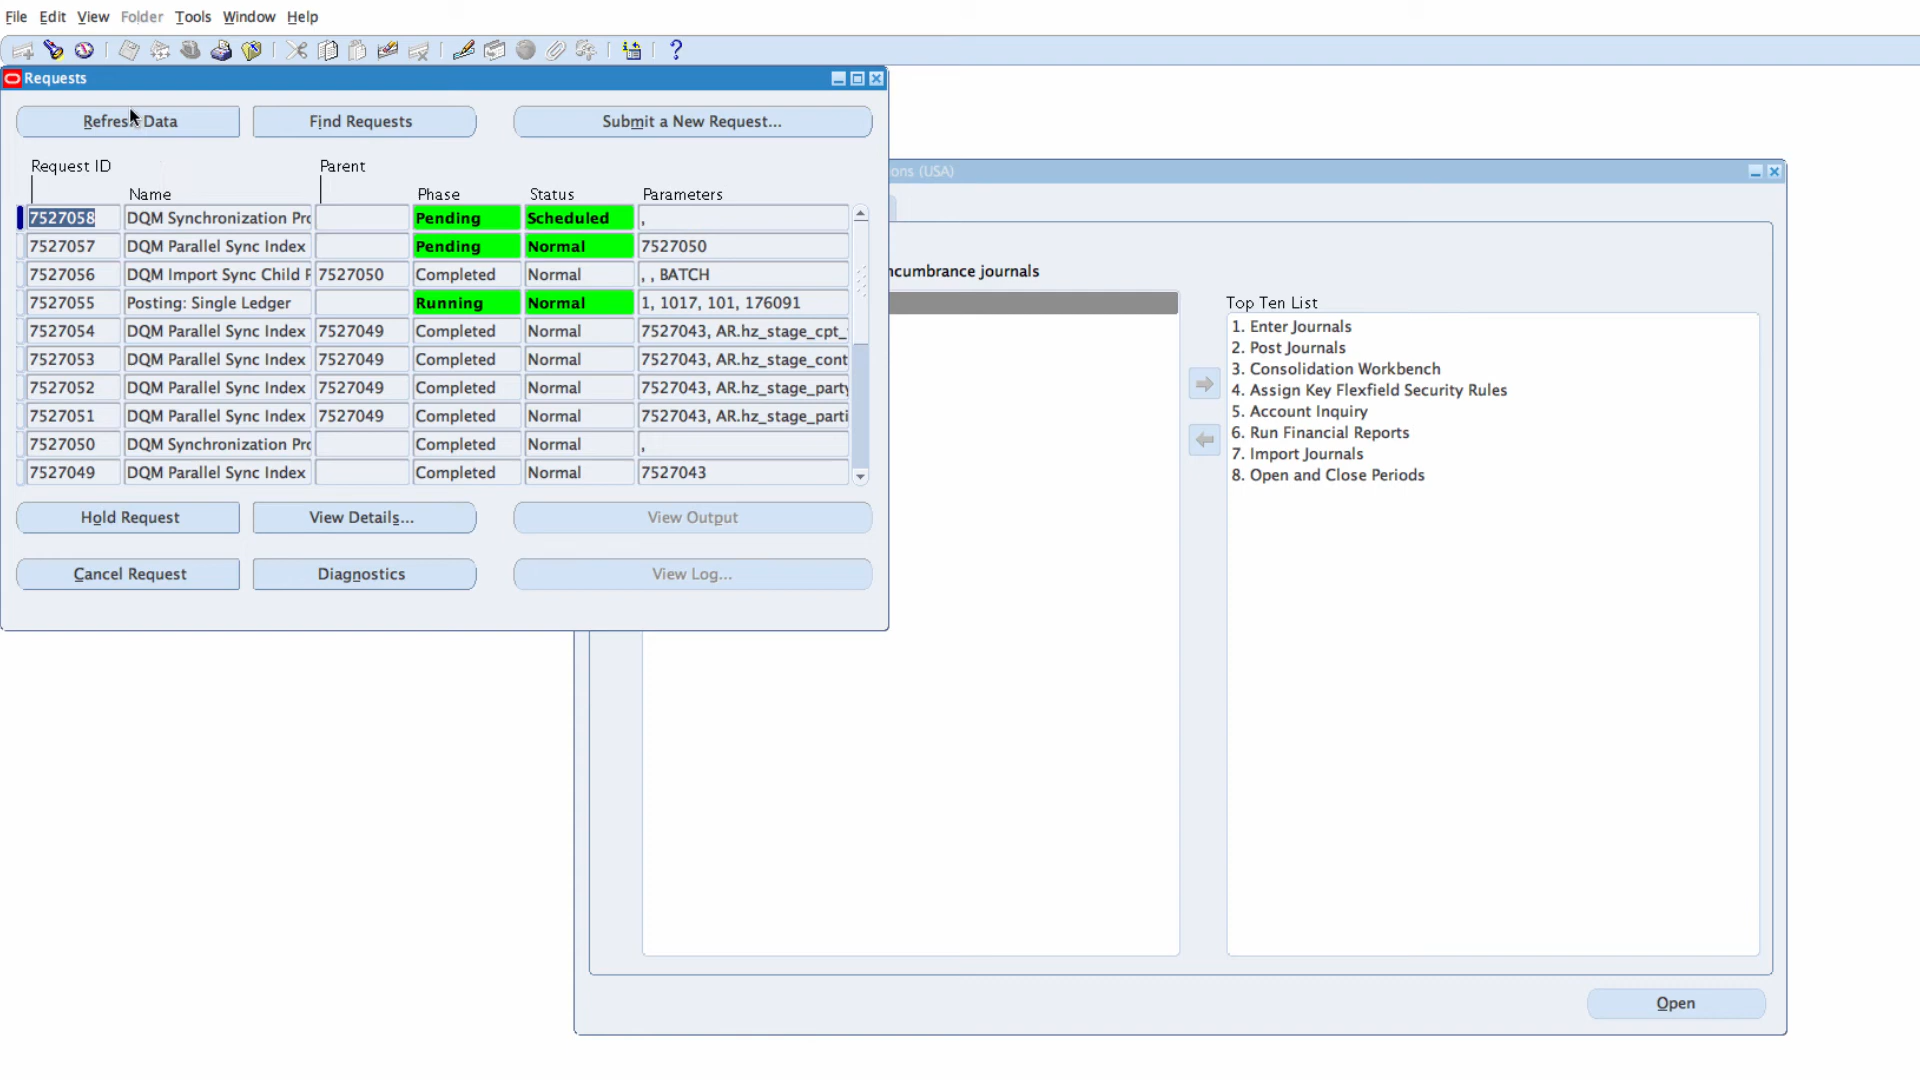 File Edit View Folder Tools Window Help
Requests
Refresh Data Find Requests Submit a New Request...
Request ID Parent
Name Phase Status Parameters
7527058 DQM Synchronization Pro Pending Scheduled ,
7527057 DQM Parallel Sync Index Pending Normal 7527050
7527056 DQM Import Sync Child P 7527050 Completed Normal , , BATCH
7527055 Posting: Single Ledger Running Normal 1, 1017, 101, 176091
7527054 DQM Parallel Sync Index 7527049 Completed Normal 7527043, AR.hz_stage_cpt_
7527053 DQM Parallel Sync Index 7527049 Completed Normal 7527043, AR.hz_stage_cont
7527052 DQM Parallel Sync Index 7527049 Completed Normal 7527043, AR.hz_stage_party
7527051 DQM Parallel Sync Index 7527049 Completed Normal 7527043, AR.hz_stage_parti
7527050 DQM Synchronization Pro Completed Normal ,
7527049 DQM Parallel Sync Index Completed Normal 7527043
Hold Request View Details... View Output
Cancel Request Diagnostics View Log...
ons (USA)
ncumbrance journals
Top Ten List
1. Enter Journals
2. Post Journals
3. Consolidation Workbench
4. Assign Key Flexfield Security Rules
5. Account Inquiry
6. Run Financial Reports
7. Import Journals
8. Open and Close Periods
Open